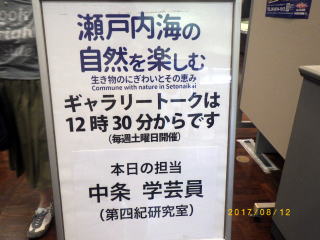 瀬戸内海の
自然を楽しむ
生き物のにぎわいとその恵み
Commune with nature in Setonaikai
ギャラリートークは
12時30分からです
(毎週土曜日開催)
本日の担当
中条 学芸員
(第四紀研究室)
2017/08/12